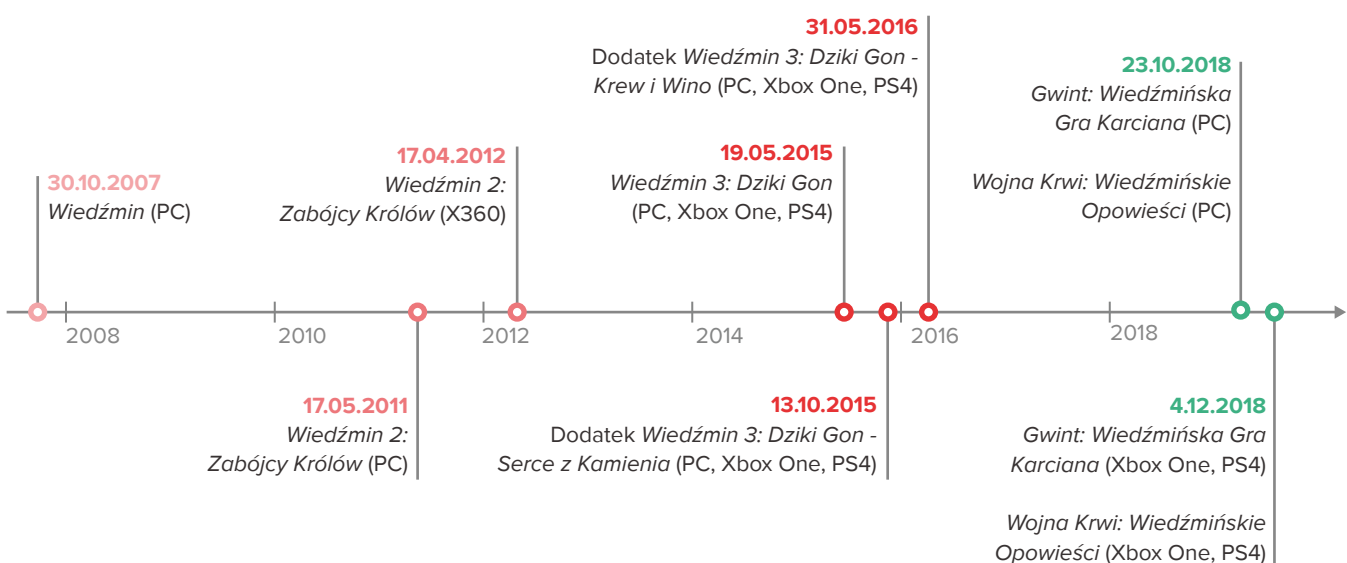 31.05.2016
Dodatek Wiedźmin 3: Dziki Gon -
Krew i Wino (PC, Xbox One, PS4)
23.10.2018
Gwint: Wiedźmińska
Gra Karciana (PC)
Wojna Krwi: Wiedźmińskie
Opowieści (PC)
17.04.2012
Wiedźmin 2:
Zabójcy Królów (X360)
19.05.2015
Wiedźmin 3: Dziki Gon
(PC, Xbox One, PS4)
30.10.2007
Wiedźmin (PC)
2008
2010
2012
2014
2016
2018
17.05.2011
Wiedźmin 2:
Zabójcy Królów (PC)
13.10.2015
Dodatek Wiedźmin 3: Dziki Gon -
Serce z Kamienia (PC, Xbox One, PS4)
4.12.2018
Gwint: Wiedźmińska Gra
Karciana (Xbox One, PS4)
Wojna Krwi: Wiedźmińskie
Opowieści (Xbox One, PS4)